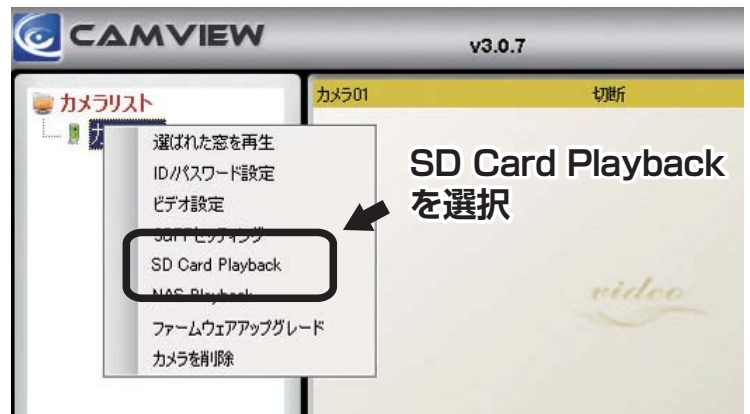 CAMVIEW
v3.0.7
カメラリスト
カメラ01 切断
選ばれた窓を再生
ID/パスワード設定
ビデオ設定
SD Card Playback
NAS Playback
ファームウェアアップグレード
カメラを削除
SD Card Playback
を選択
video